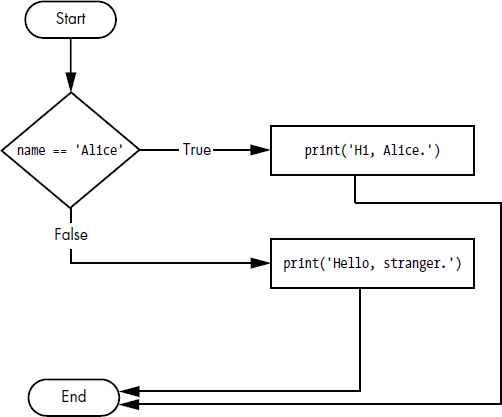 Start
name == 'Alice'
True
print('Hi, Alice.')
False
print('Hello, stranger.')
End